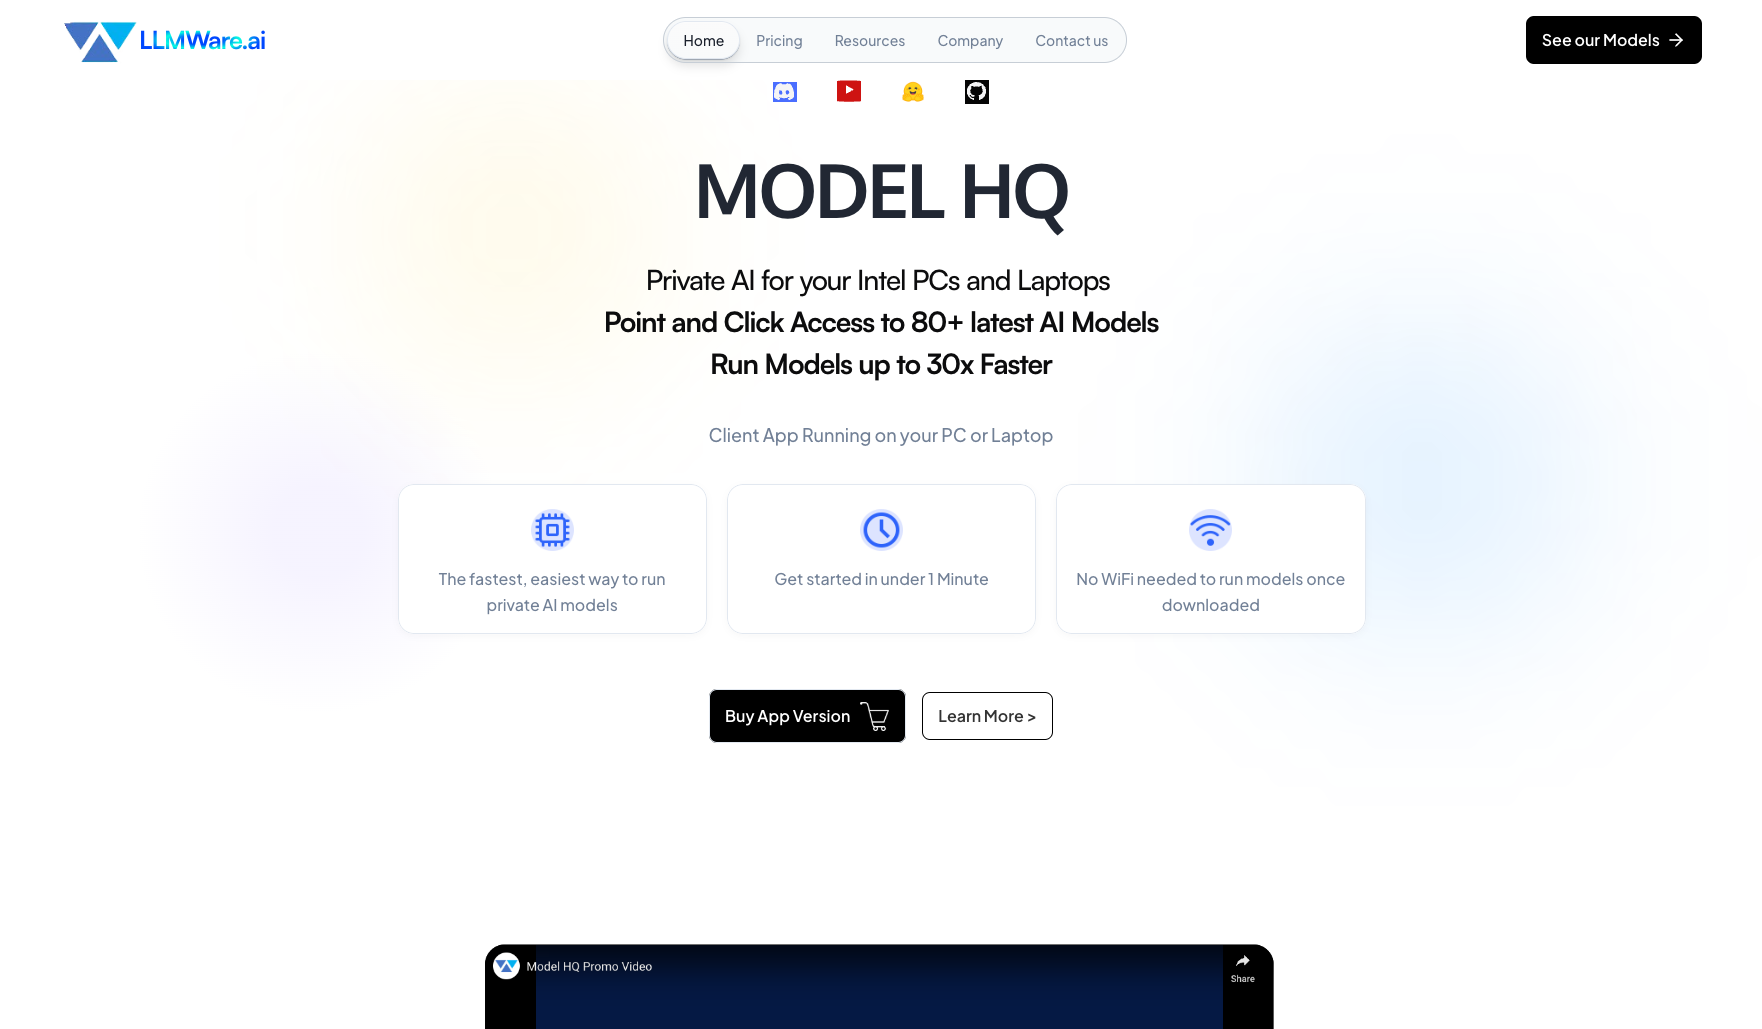 LLMWare.ai
Home
Pricing
Resources
Company
Contact us
See our Models
MODEL HQ
Private AI for your Intel PCs and Laptops
Point and Click Access to 80+ latest AI Models
Run Models up to 30x Faster
Client App Running on your PC or Laptop
The fastest, easiest way to run
private AI models
Get started in under 1 Minute
No WiFi needed to run models once
downloaded
Buy App Version
Learn More >
Model HQ Promo Video
Share